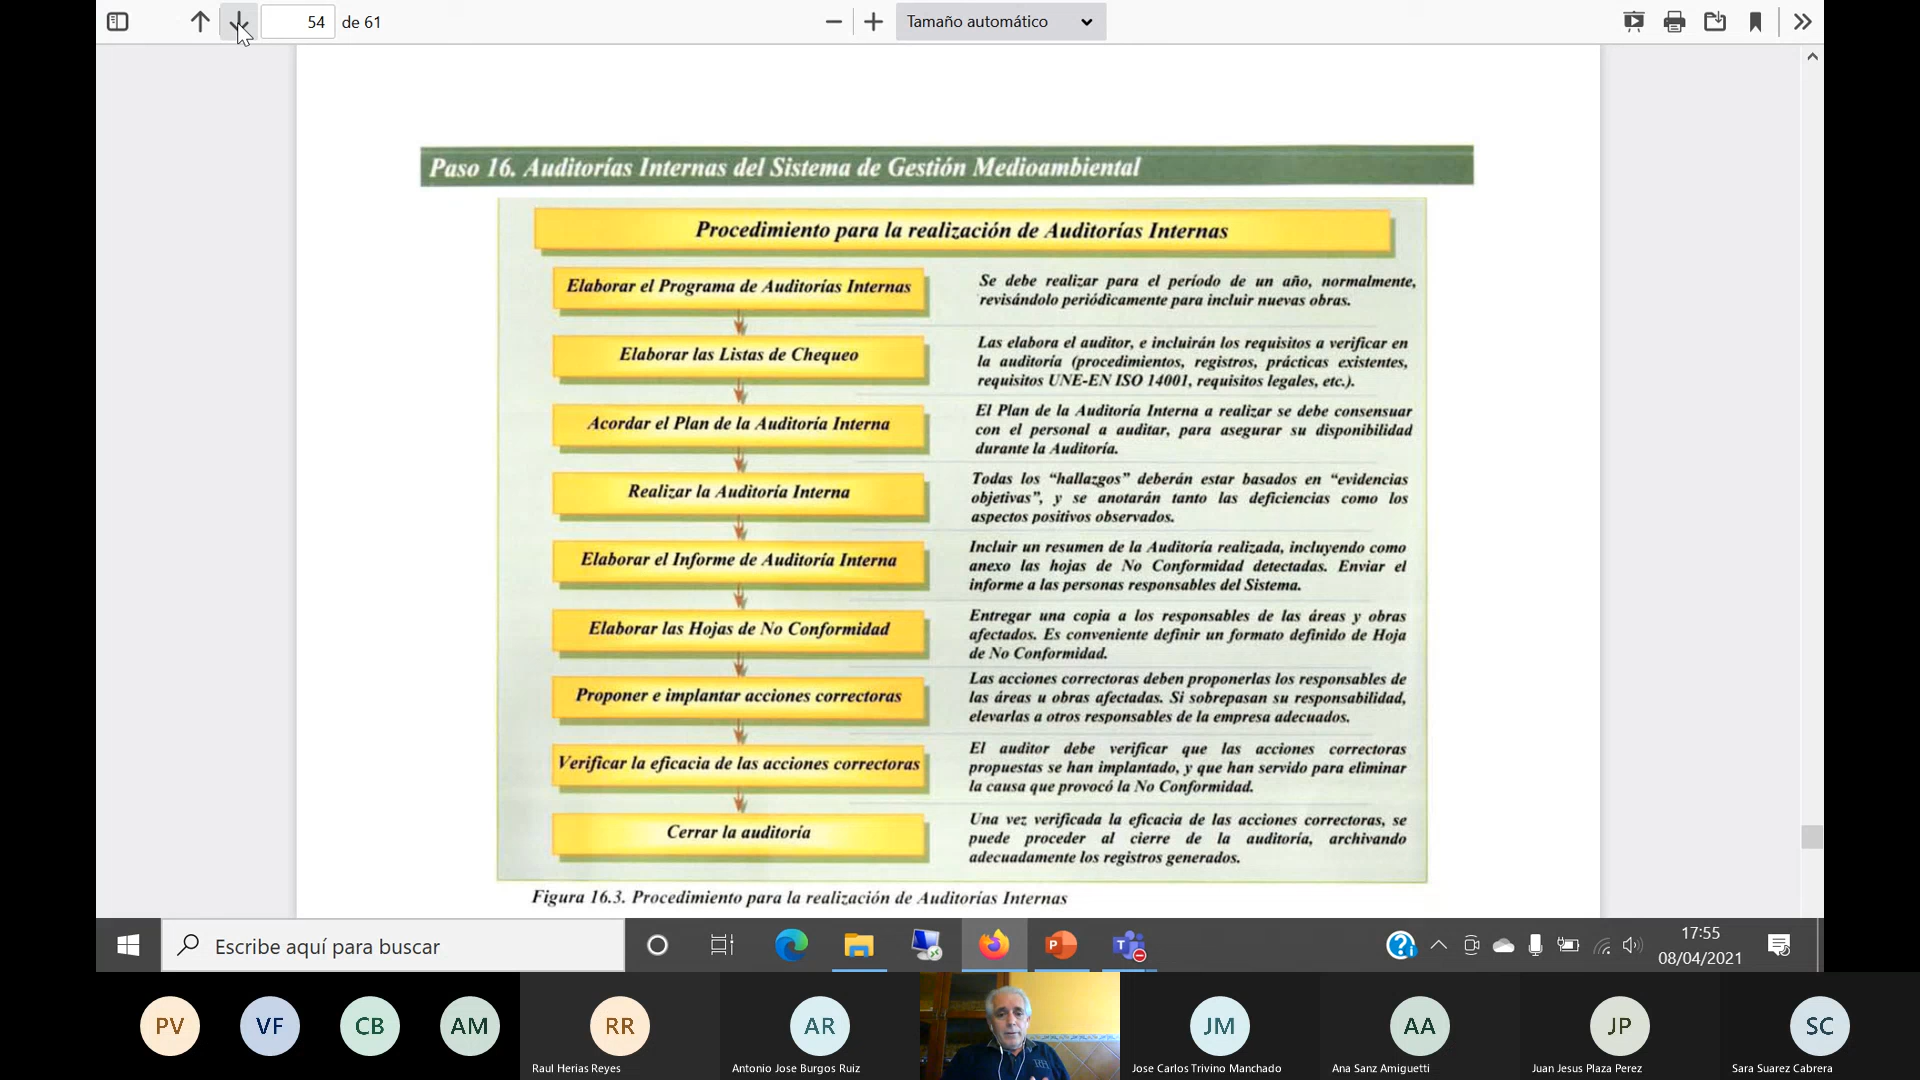 54 de 61
Tamaño automático
Paso 16. Auditorías Internas del Sistema de Gestión Medioambiental
Procedimiento para la realización de Auditorías Internas
Elaborar el Programa de Auditorías Internas
Se debe realizar para el período de un año, normalmente,
revisándolo periódicamente para incluir nuevas obras.
Elaborar las Listas de Chequeo
Las elabora el auditor, e incluirán los requisitos a verificar en
la auditoría (procedimientos, registros, prácticas existentes,
requisitos UNE-EN ISO 14001, requisitos legales, etc.).
Acordar el Plan de la Auditoría Interna
El Plan de la Auditoría Interna a realizar se debe consensuar
con el personal a auditar, para asegurar su disponibilidad
durante la Auditoría.
Realizar la Auditoría Interna
Todas los “hallazgos” deberán estar basados en “evidencias
objetivas”, y se anotarán tanto las deficiencias como los
aspectos positivos observados.
Elaborar el Informe de Auditoría Interna
Incluir un resumen de la Auditoría realizada, incluyendo como
anexo las hojas de No Conformidad detectadas. Enviar el
informe a las personas responsables del Sistema.
Elaborar las Hojas de No Conformidad
Entregar una copia a los responsables de las áreas y obras
afectados. Es conveniente definir un formato definido de Hoja
de No Conformidad.
Proponer e implantar acciones correctoras
Las acciones correctoras deben proponerlas los responsables de
las áreas u obras afectadas. Si sobrepasan su responsabilidad,
elevarlas a otros responsables de la empresa adecuados.
Verificar la eficacia de las acciones correctoras
El auditor debe verificar que las acciones correctoras
propuestas se han implantado, y que han servido para eliminar
la causa que provocó la No Conformidad.
Cerrar la auditoría
Una vez verificada la eficacia de las acciones correctoras, se
puede proceder al cierre de la auditoría, archivando
adecuadamente los registros generados.
Figura 16.3. Procedimiento para la realización de Auditorías Internas
Escribe aquí para buscar
17:55
08/04/2021
PV
VF
CB
AM
RR
AR
JM
AA
JP
SC
Raul Herias Reyes
Antonio Jose Burgos Ruiz
Jose Carlos Trivino Manchado
Ana Sanz Amiguetti
Juan Jesus Plaza Perez
Sara Suarez Cabrera